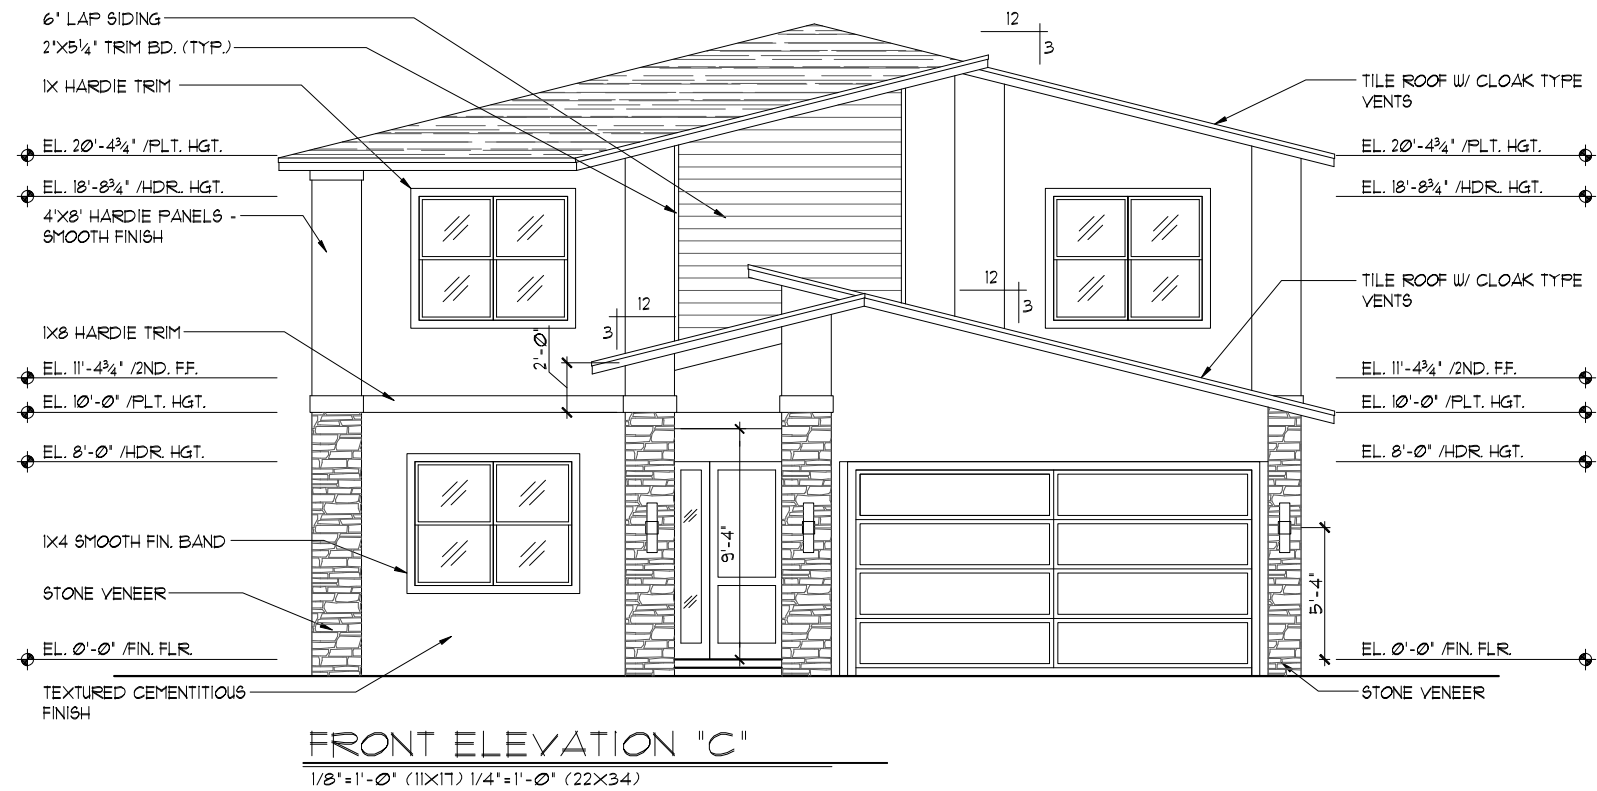 6" LAP SIDING
2"X5¼" TRIM BD. (TYP.)
1X HARDIE TRIM
EL. 20'-4¾" /PLT. HGT.
EL. 18'-8¾" /HDR. HGT.
4'X8' HARDIE PANELS -
SMOOTH FINISH
1X8 HARDIE TRIM
EL. 11'-4¾" /2ND. F.F.
EL. 10'-0" /PLT. HGT.
EL. 8'-0" /HDR. HGT.
1X4 SMOOTH FIN. BAND
STONE VENEER
EL. 0'-0" /FIN. FLR.
TEXTURED CEMENTITIOUS
FINISH
12
3
12
3
12
3
2'-0"
9'-4"
5'-4"
TILE ROOF W/ CLOAK TYPE
VENTS
EL. 20'-4¾" /PLT. HGT.
EL. 18'-8¾" /HDR. HGT.
TILE ROOF W/ CLOAK TYPE
VENTS
EL. 11'-4¾" /2ND. F.F.
EL. 10'-0" /PLT. HGT.
EL. 8'-0" /HDR. HGT.
EL. 0'-0" /FIN. FLR.
STONE VENEER
FRONT ELEVATION "C"
1/8"=1'-0" (11X17) 1/4"=1'-0" (22X34)